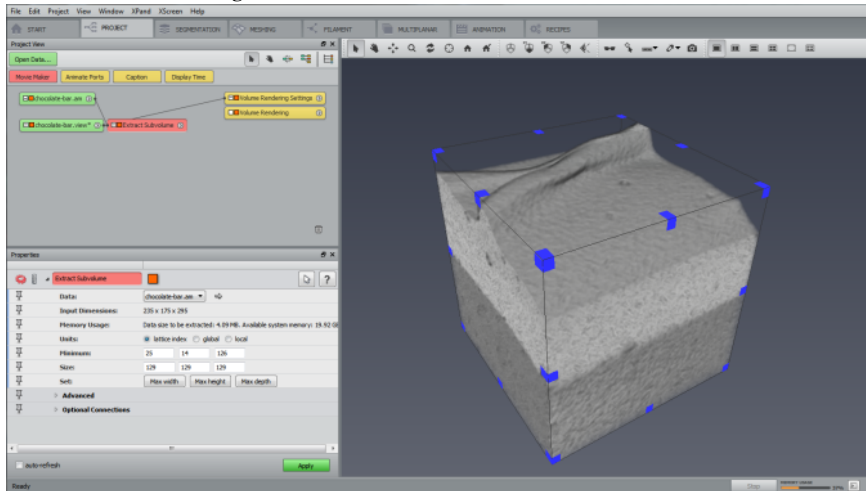 File Edit Project View Window XPand XScreen Help
START PROJECT SEGMENTATION MESHING FILAMENT MULTIPLANAR ANIMATION RECIPES
Project View
Open Data...
Movie Maker Animate Ports Caption Display Time
chocolate-bar.am Volume Rendering Settings
Volume Rendering
chocolate-bar.view* Extract Subvolume
Properties
Extract Subvolume ?
Data: chocolate-bar.am
Input Dimensions: 235 x 175 x 295
Memory Usage: Data size to be extracted: 4.09 MB. Available system memory: 19.92 GB
Units: lattice index global local
Minimum: 25 14 126
Size: 129 129 129
Set: Max width Max height Max depth
Advanced
Optional Connections
auto-refresh Apply
Ready Stop